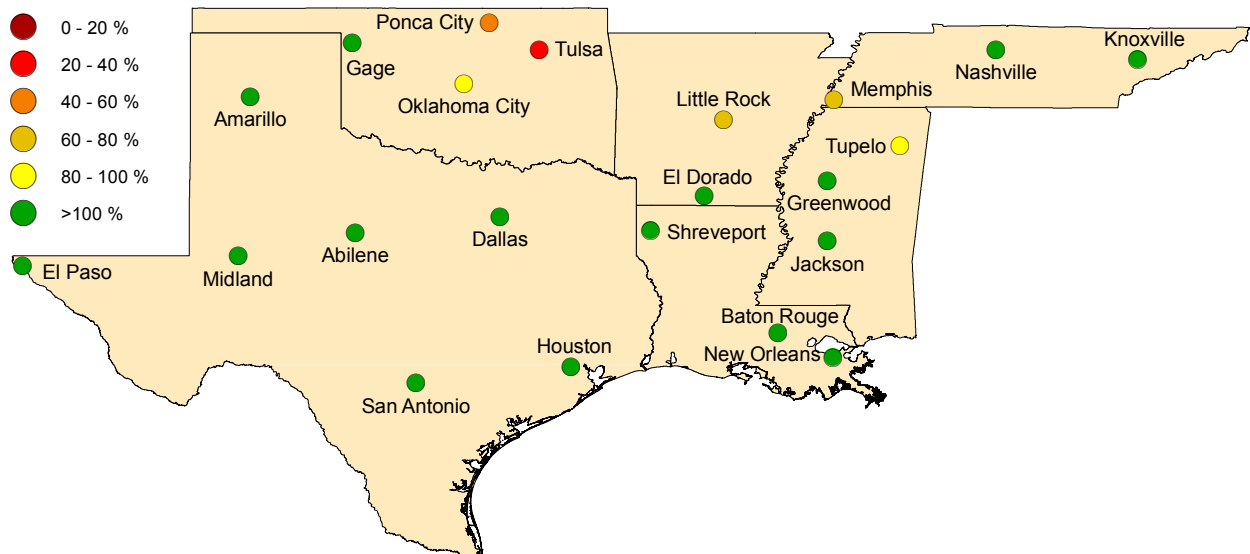 0 - 20 %
20 - 40 %
40 - 60 %
60 - 80 %
80 - 100 %
>100 %
Ponca City
Tulsa
Gage
Oklahoma City
Amarillo
Little Rock
Memphis
Nashville
Knoxville
Tupelo
El Dorado
Greenwood
Shreveport
Jackson
Dallas
Abilene
Midland
El Paso
Baton Rouge
New Orleans
Houston
San Antonio